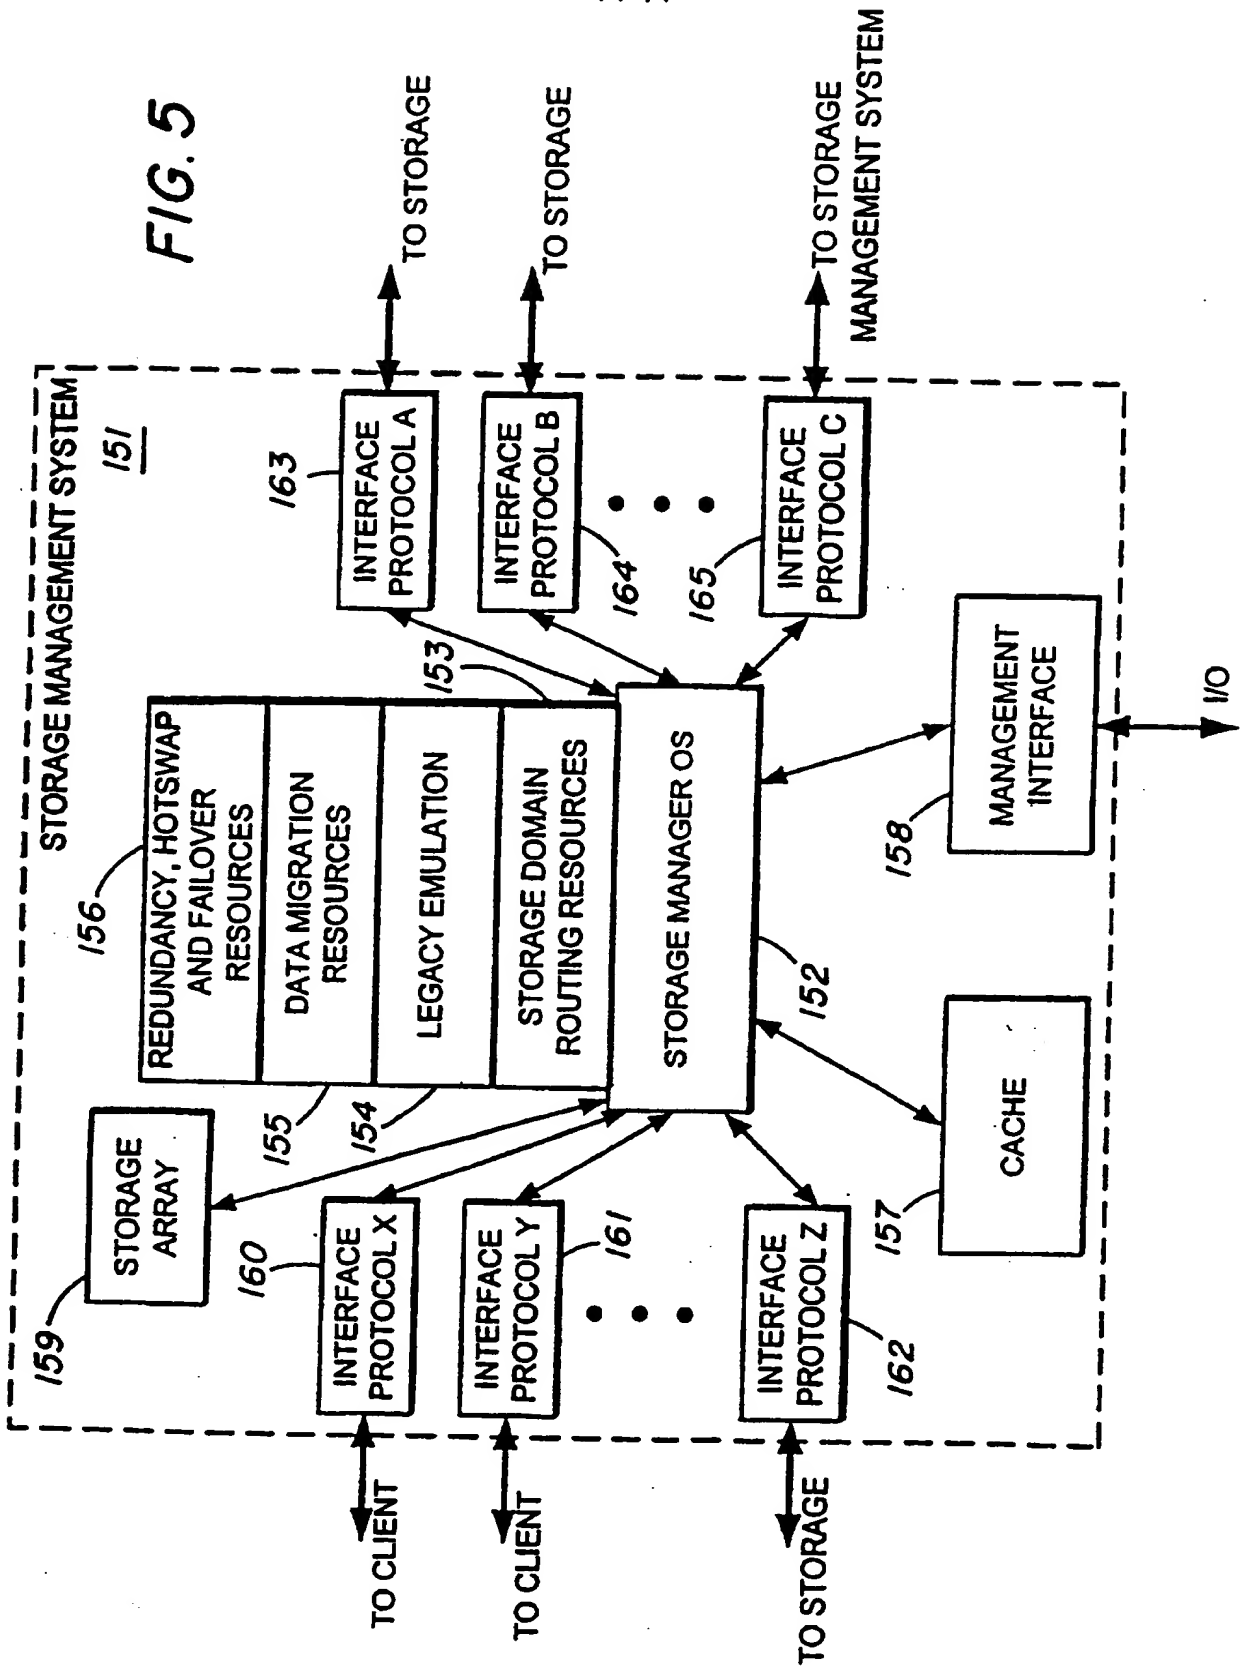 FIG. 5
STORAGE MANAGEMENT SYSTEM
151
159
STORAGE
ARRAY
156
REDUNDANCY, HOTSWAP
AND FAILOVER
RESOURCES
155
DATA MIGRATION
RESOURCES
154
LEGACY EMULATION
153
STORAGE DOMAIN
ROUTING RESOURCES
STORAGE MANAGER OS
152
160
INTERFACE
PROTOCOL X
TO CLIENT
161
INTERFACE
PROTOCOL Y
TO CLIENT
162
INTERFACE
PROTOCOL Z
TO STORAGE
163
INTERFACE
PROTOCOL A
TO STORAGE
164
INTERFACE
PROTOCOL B
TO STORAGE
165
INTERFACE
PROTOCOL C
TO STORAGE
MANAGEMENT SYSTEM
157
CACHE
158
MANAGEMENT
INTERFACE
I/O